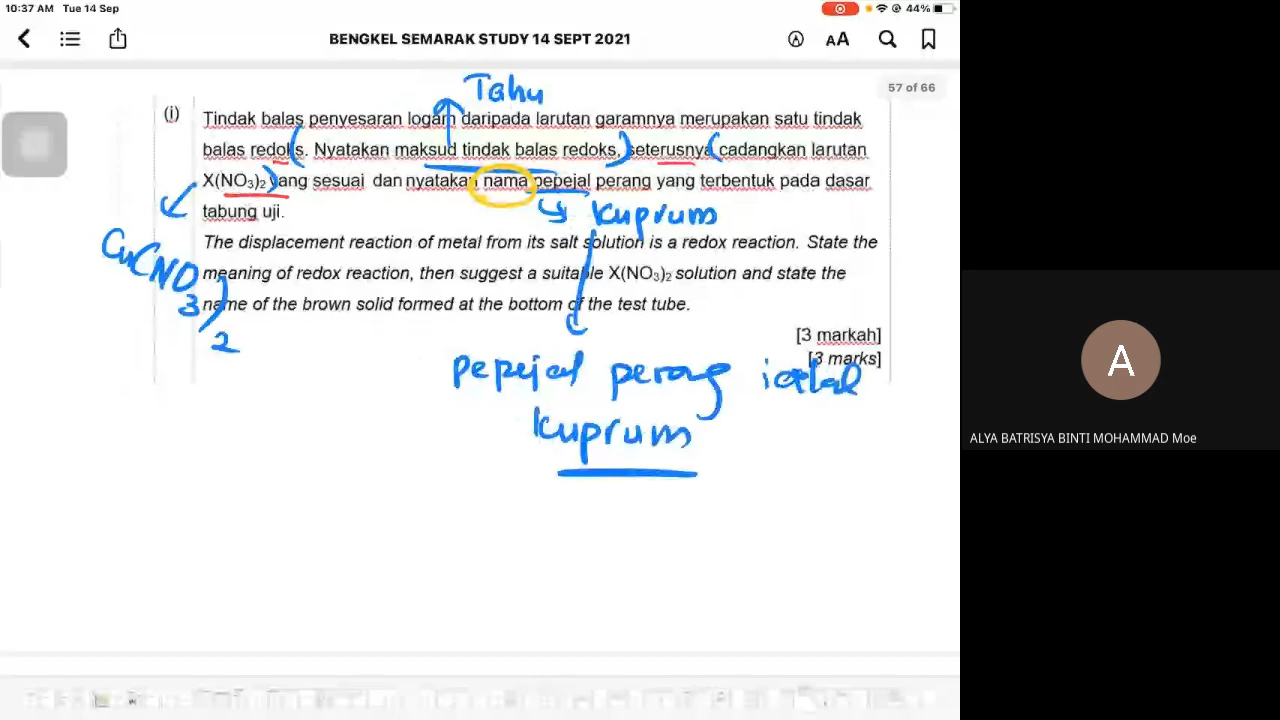 10:37 AM Tue 14 Sep
44%
BENGKEL SEMARAK STUDY 14 SEPT 2021
AA
57 of 66
Tahu
(i) Tindak balas penyesaran logam daripada larutan garamnya merupakan satu tindak
balas redoks. Nyatakan maksud tindak balas redoks, seterusnya cadangkan larutan
X(NO₃)₂ yang sesuai dan nyatakan nama pepejal perang yang terbentuk pada dasar
tabung uji.
kuprum
Cu(NO₃)₂
The displacement reaction of metal from its salt solution is a redox reaction. State the
meaning of redox reaction, then suggest a suitable X(NO₃)₂ solution and state the
name of the brown solid formed at the bottom of the test tube.
[3 markah]
[3 marks]
pepejal perang
kuprum
A
ALYA BATRISYA BINTI MOHAMMAD Moe